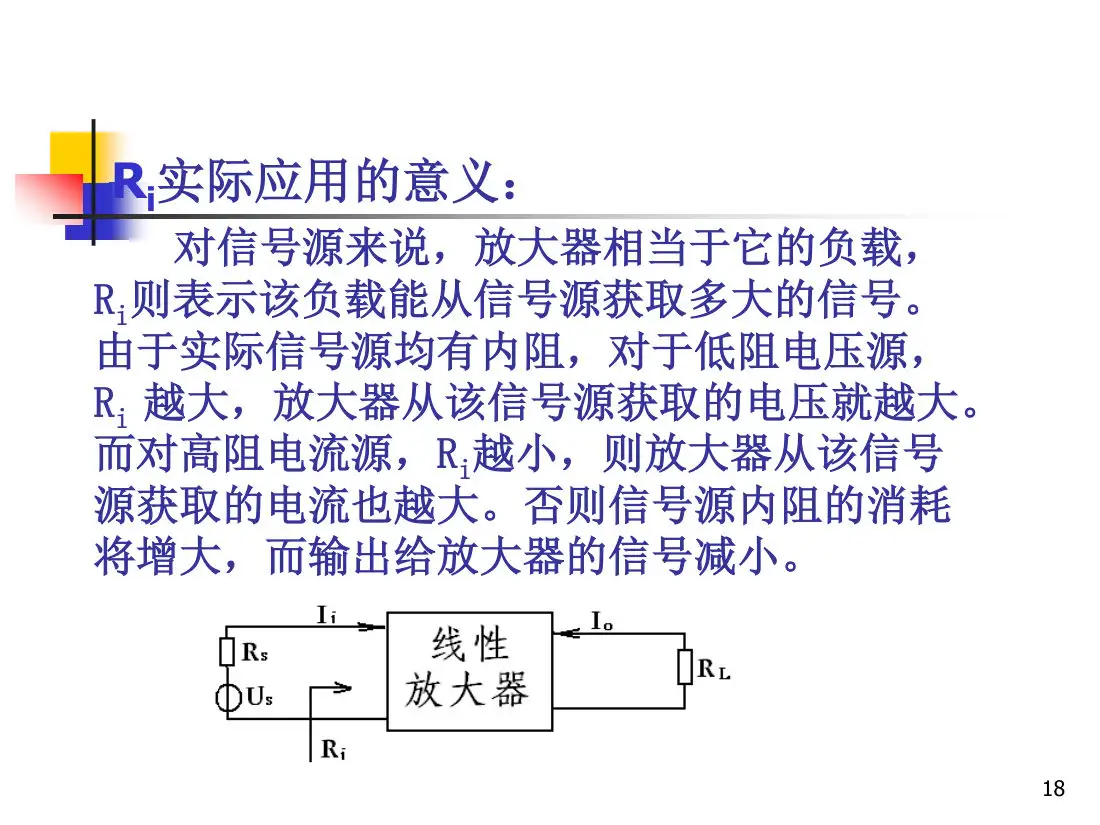 Ri实际应用的意义：
对信号源来说，放大器相当于它的负载，
Ri则表示该负载能从信号源获取多大的信号。
由于实际信号源均有内阻，对于低阻电压源，
Ri 越大，放大器从该信号源获取的电压就越大。
而对高阻电流源，Ri越小，则放大器从该信号
源获取的电流也越大。否则信号源内阻的消耗
将增大，而输出给放大器的信号减小。
Ii
Io
Rs
线性
放大器
RL
Us
Ri
18